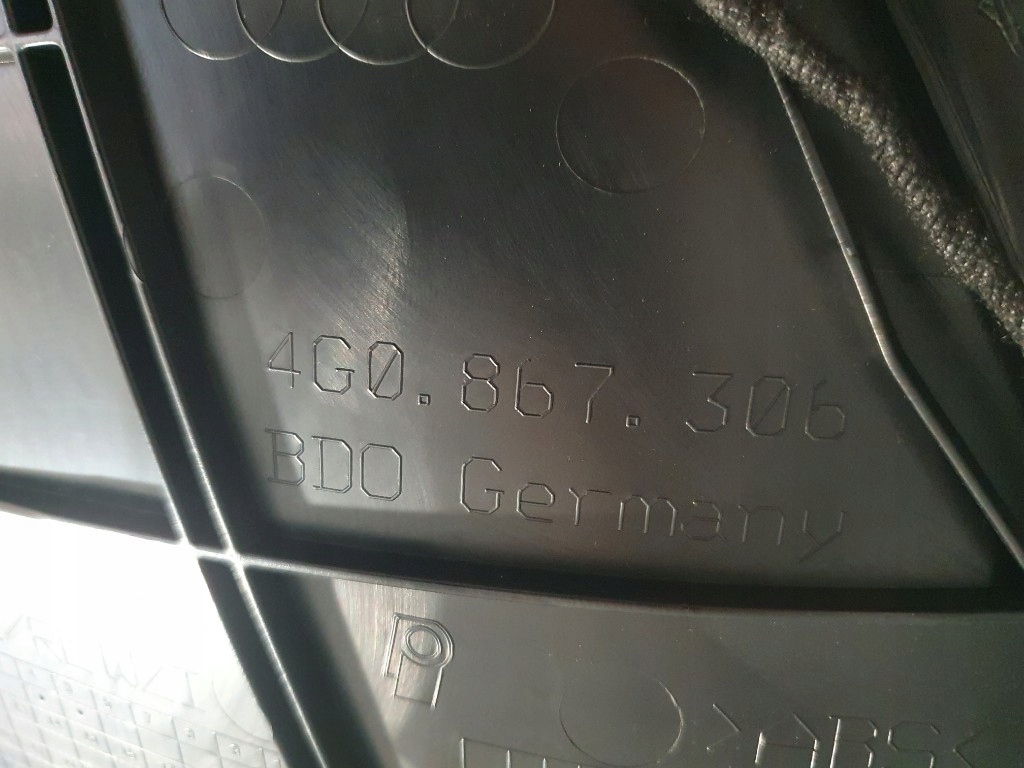 4G0.867.306
BDO Germany
>ABS<